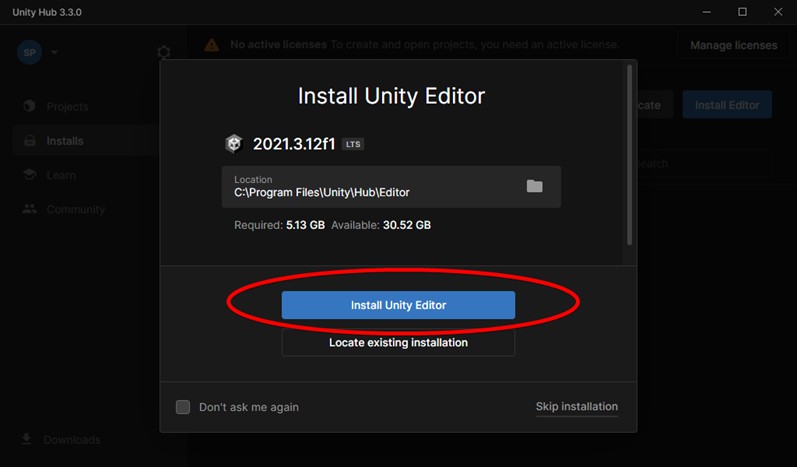 Unity Hub 3.3.0
SP
No active licenses To create and open projects, you need an active license.
Manage licenses
Projects
Installs
Learn
Community
Downloads
cate
Install Editor
earch
Install Unity Editor
2021.3.12f1 LTS
Location
C:\Program Files\Unity\Hub\Editor
Required: 5.13 GB Available: 30.52 GB
Install Unity Editor
Locate existing installation
Don't ask me again
Skip installation